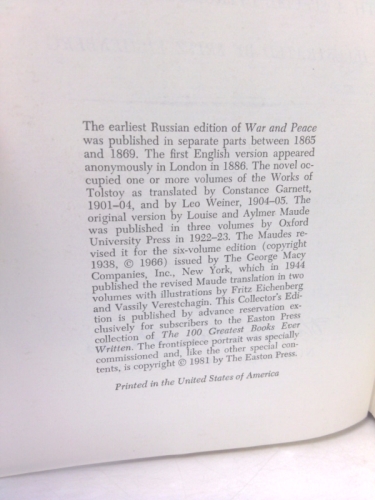 The earliest Russian edition of War and Peace
was published in separate parts between 1865
and 1869. The first English version appeared
anonymously in London in 1886. The novel oc-
cupied one or more volumes of the Works of
Tolstoy as translated by Constance Garnett,
1901–04, and by Leo Weiner, 1904–05. The
original version by Louise and Aylmer Maude
was published in three volumes by Oxford
University Press in 1922–23. The Maudes re-
vised it for the six-volume edition (copyright
1938, © 1966) issued by The George Macy
Companies, Inc., New York, which in 1944
published the revised Maude translation in two
volumes with illustrations by Fritz Eichenberg
and Vassily Verestchagin. This Collector's Edi-
tion is published by advance reservation ex-
clusively for subscribers to the Easton Press
collection of The 100 Greatest Books Ever
Written. The frontispiece portrait was specially
commissioned and, like the other special con-
tents, is copyright © 1981 by The Easton Press.
Printed in the United States of America